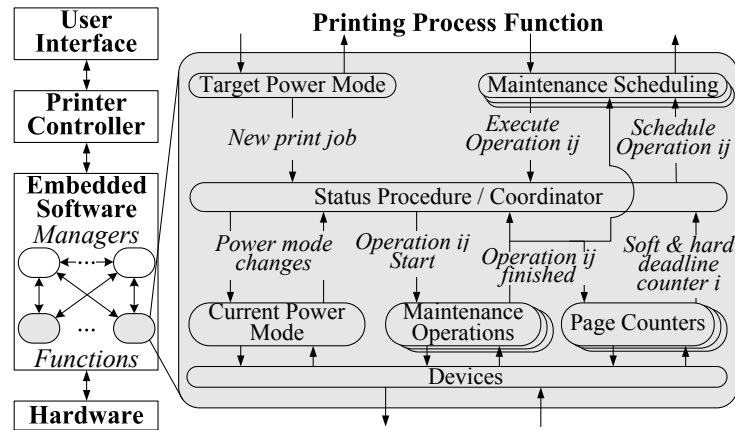 User
Interface
Printer
Controller
Embedded
Software
Managers
...
...
Functions
Hardware
Printing Process Function
Target Power Mode
Maintenance Scheduling
New print job
Execute
Operation ij
Schedule
Operation ij
Status Procedure / Coordinator
Power mode
changes
Operation ij
Start
Operation ij
finished
Soft & hard
deadline
counter i
Current Power
Mode
Maintenance
Operations
Page Counters
Devices